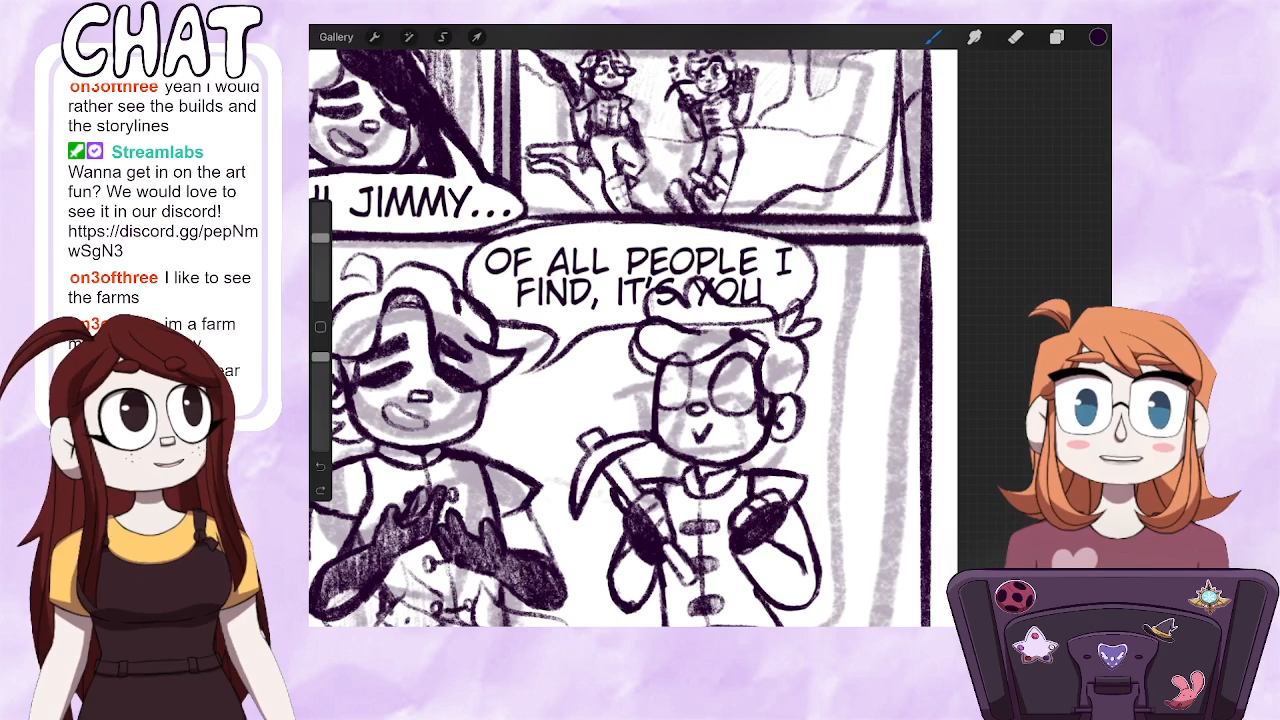 CHAT
on3ofthree yeah I would
rather see the builds and
the storylines
Streamlabs
Wanna get in on the art
fun? We would love to
see it in our discord!
https://discord.gg/pepNm
wSgN3
on3ofthree I like to see
the farms
im a farm
Gallery
JIMMY...
OF ALL PEOPLE I
FIND, IT'S YOU